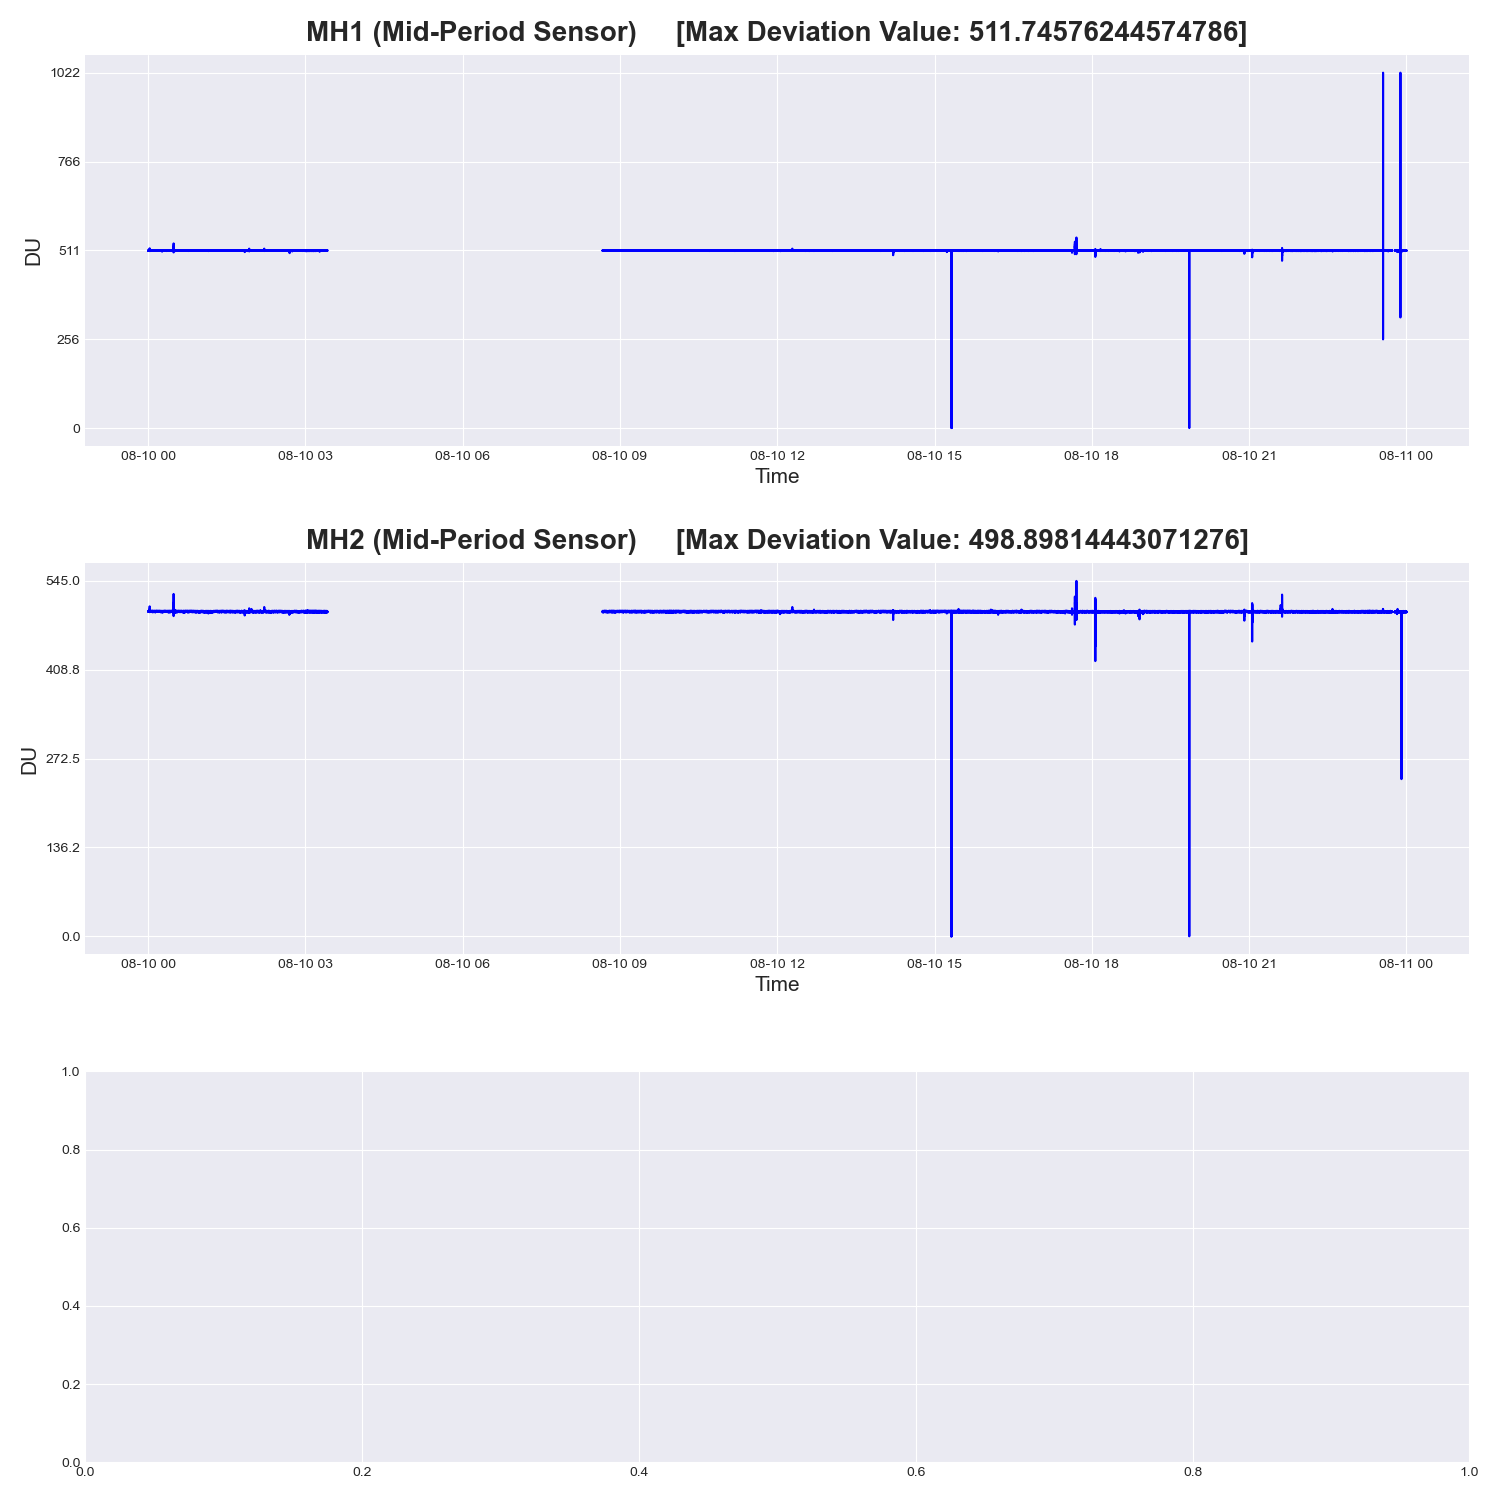 MH1 (Mid-Period Sensor) [Max Deviation Value: 511.74576244574786]
1022
766
511
256
0
DU
08-10 00 08-10 03 08-10 06 08-10 09 08-10 12 08-10 15 08-10 18 08-10 21 08-11 00
Time
MH2 (Mid-Period Sensor) [Max Deviation Value: 498.89814443071276]
545.0
408.8
272.5
136.2
0.0
DU
08-10 00 08-10 03 08-10 06 08-10 09 08-10 12 08-10 15 08-10 18 08-10 21 08-11 00
Time
1.0
0.8
0.6
0.4
0.2
0.0
0.0 0.2 0.4 0.6 0.8 1.0